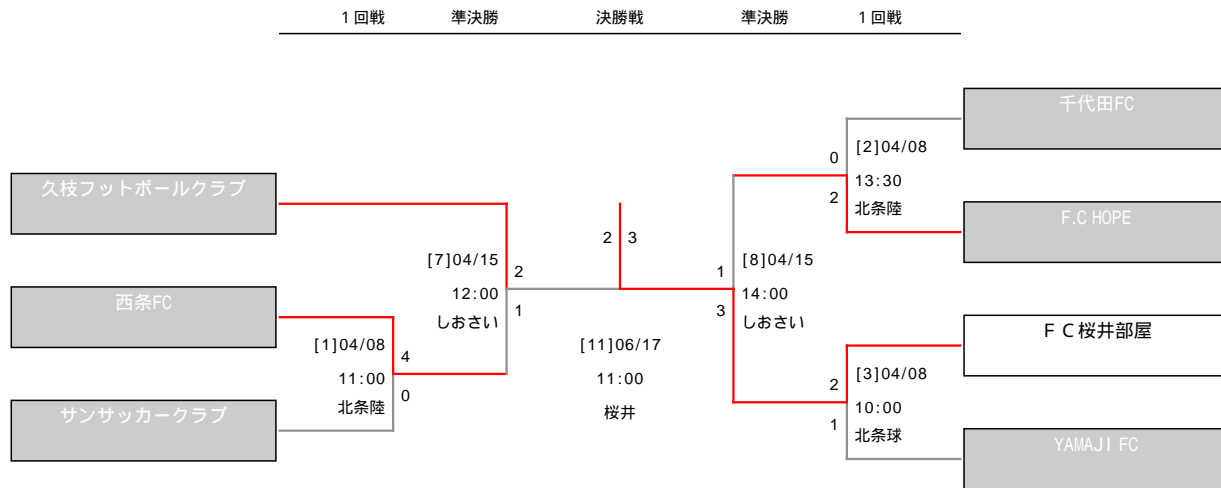 １回戦 準決勝 決勝戦 準決勝 １回戦
千代田FC
0
[2]04/08
13:30
2
北条陸
久枝フットボールクラブ
F.C HOPE
2 3
[7]04/15
2
12:00
1
しおさい
1
[8]04/15
14:00
3
しおさい
西条FC
ＦＣ桜井部屋
[1]04/08
4
11:00
0
北条陸
[11]06/17
11:00
桜井
2
[3]04/08
10:00
1
北条球
サンサッカークラブ
YAMAJI FC